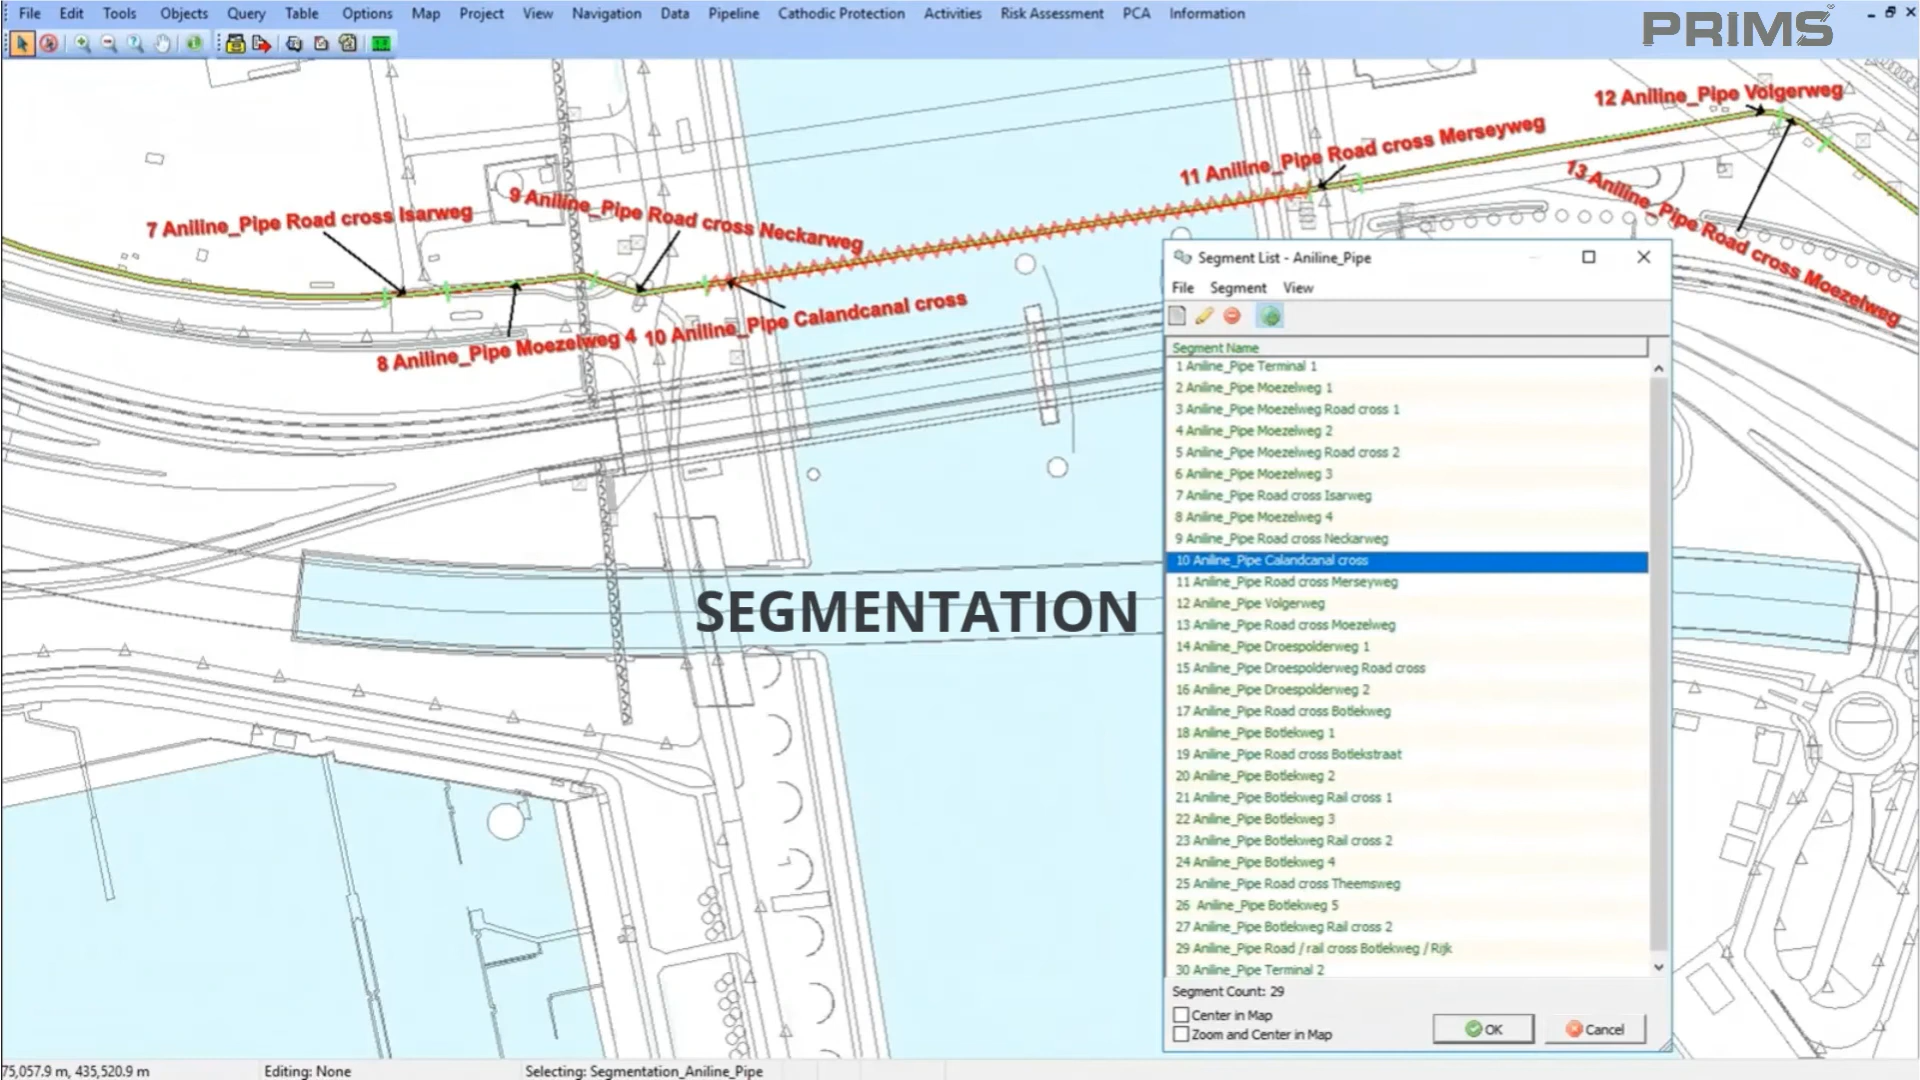 File Edit Tools Objects Query Table Options Map Project View Navigation Data Pipeline Cathodic Protection Activities Risk Assessment PCA Information
PRIMS
12 Aniline_Pipe Volgerweg
11 Aniline_Pipe Road cross Merseyweg
13 Aniline_Pipe Road cross Moezelweg
9 Aniline_Pipe Road cross Neckarweg
7 Aniline_Pipe Road cross Isarweg
10 Aniline_Pipe Calandcanal cross
8 Aniline_Pipe Moezelweg 4
SEGMENTATION
Segment List - Aniline_Pipe
File Segment View
Segment Name
1 Aniline_Pipe Terminal 1
2 Aniline_Pipe Moezelweg 1
3 Aniline_Pipe Moezelweg Road cross 1
4 Aniline_Pipe Moezelweg 2
5 Aniline_Pipe Moezelweg Road cross 2
6 Aniline_Pipe Moezelweg 3
7 Aniline_Pipe Road cross Isarweg
8 Aniline_Pipe Moezelweg 4
9 Aniline_Pipe Road cross Neckarweg
10 Aniline_Pipe Calandcanal cross
11 Aniline_Pipe Road cross Merseyweg
12 Aniline_Pipe Volgerweg
13 Aniline_Pipe Road cross Moezelweg
14 Aniline_Pipe Droespolderweg 1
15 Aniline_Pipe Droespolderweg Road cross
16 Aniline_Pipe Droespolderweg 2
17 Aniline_Pipe Road cross Botlekweg
18 Aniline_Pipe Botlekweg 1
19 Aniline_Pipe Road cross Botlekstraat
20 Aniline_Pipe Botlekweg 2
21 Aniline_Pipe Botlekweg Rail cross 1
22 Aniline_Pipe Botlekweg 3
23 Aniline_Pipe Botlekweg Rail cross 2
24 Aniline_Pipe Botlekweg 4
25 Aniline_Pipe Road cross Theemsweg
26 Aniline_Pipe Botlekweg 5
27 Aniline_Pipe Botlekweg Rail cross 2
29 Aniline_Pipe Road / rail cross Botlekweg / Rijk
30 Aniline_Pipe Terminal 2
Segment Count: 29
Center in Map
Zoom and Center in Map
OK Cancel
75,057.9 m, 435,520.9 m Editing: None Selecting: Segmentation_Aniline_Pipe